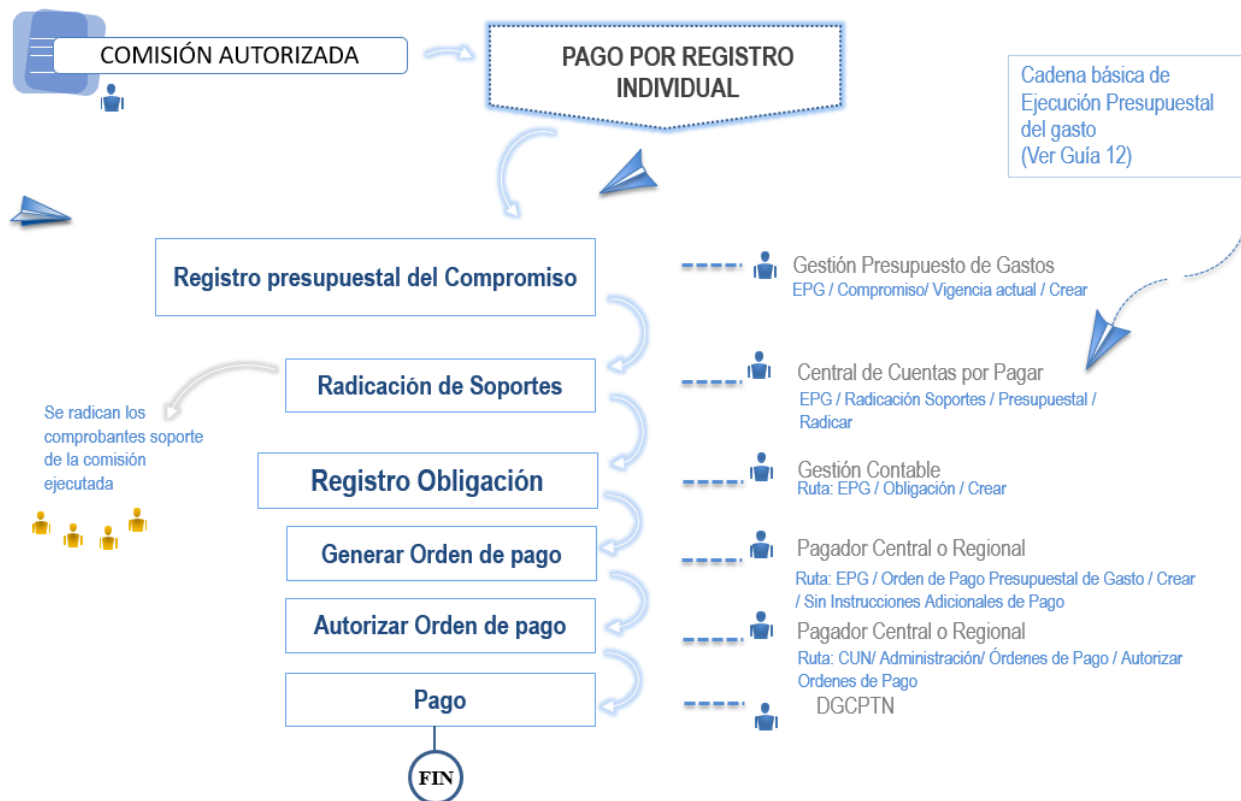 COMISIÓN AUTORIZADA
PAGO POR REGISTRO
INDIVIDUAL
Cadena básica de
Ejecución Presupuestal
del gasto
(Ver Guía 12)
Registro presupuestal del Compromiso
Gestión Presupuesto de Gastos
EPG / Compromiso/ Vigencia actual / Crear
Radicación de Soportes
Central de Cuentas por Pagar
EPG / Radicación Soportes / Presupuestal /
Radicar
Se radican los
comprobantes soporte
de la comisión
ejecutada
Registro Obligación
Gestión Contable
Ruta: EPG / Obligación / Crear
Generar Orden de pago
Pagador Central o Regional
Ruta: EPG / Orden de Pago Presupuestal de Gasto / Crear
/ Sin Instrucciones Adicionales de Pago
Autorizar Orden de pago
Pagador Central o Regional
Ruta: CUN/ Administración/ Órdenes de Pago / Autorizar
Ordenes de Pago
Pago
DGCPTN
FIN